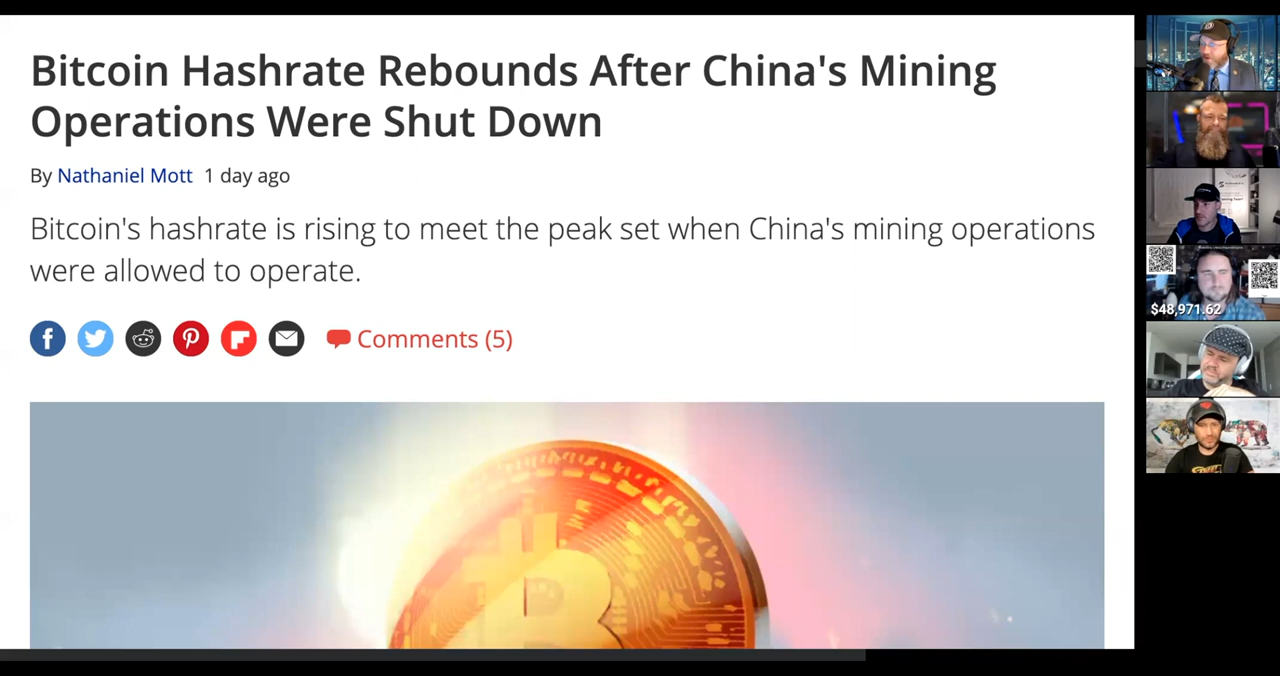 Bitcoin Hashrate Rebounds After China's Mining
Operations Were Shut Down
By Nathaniel Mott 1 day ago
Bitcoin's hashrate is rising to meet the peak set when China's mining operations
were allowed to operate.
Comments (5)
$48,971.62